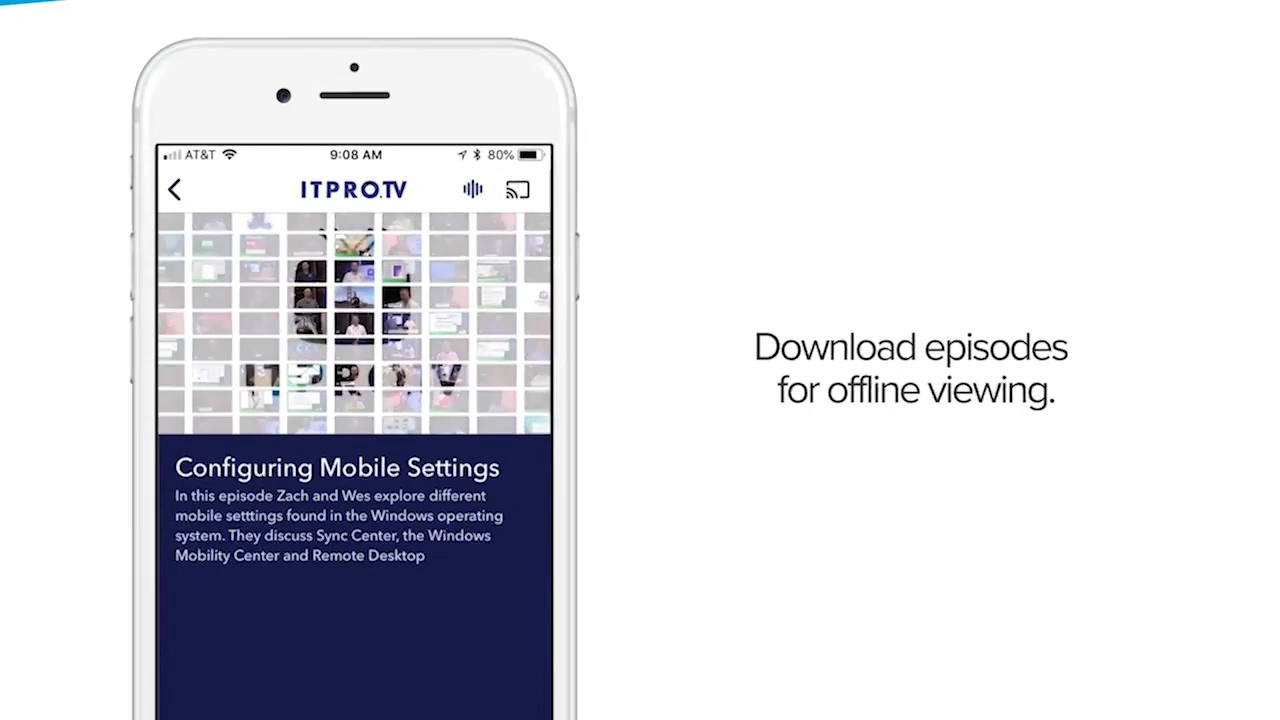 AT&T 9:08 AM 80%
ITPRO.TV
Configuring Mobile Settings
In this episode Zach and Wes explore different
mobile setttings found in the Windows operating
system. They discuss Sync Center, the Windows
Mobility Center and Remote Desktop
Download episodes
for offline viewing.